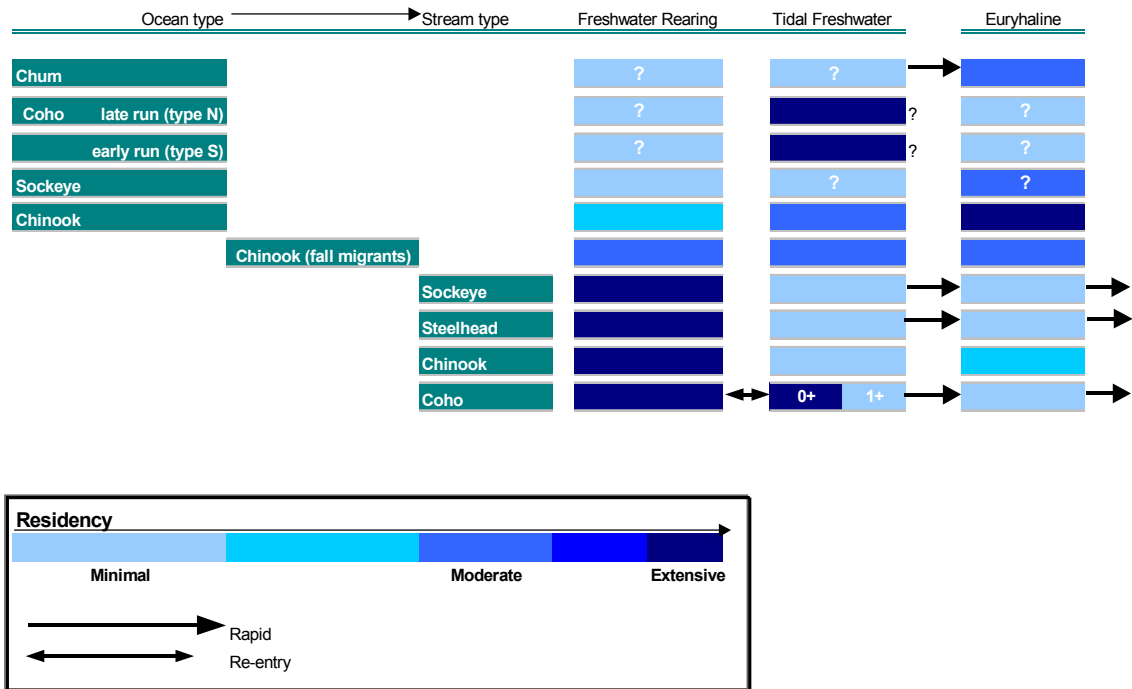 Ocean type Stream type Freshwater Rearing Tidal Freshwater Euryhaline
Chum ? ?
Coho late run (type N) ? ? ?
early run (type S) ? ? ?
Sockeye ? ?
Chinook
Chinook (fall migrants)
Sockeye
Steelhead
Chinook
Coho 0+ 1+
Residency
Minimal Moderate Extensive
Rapid
Re-entry